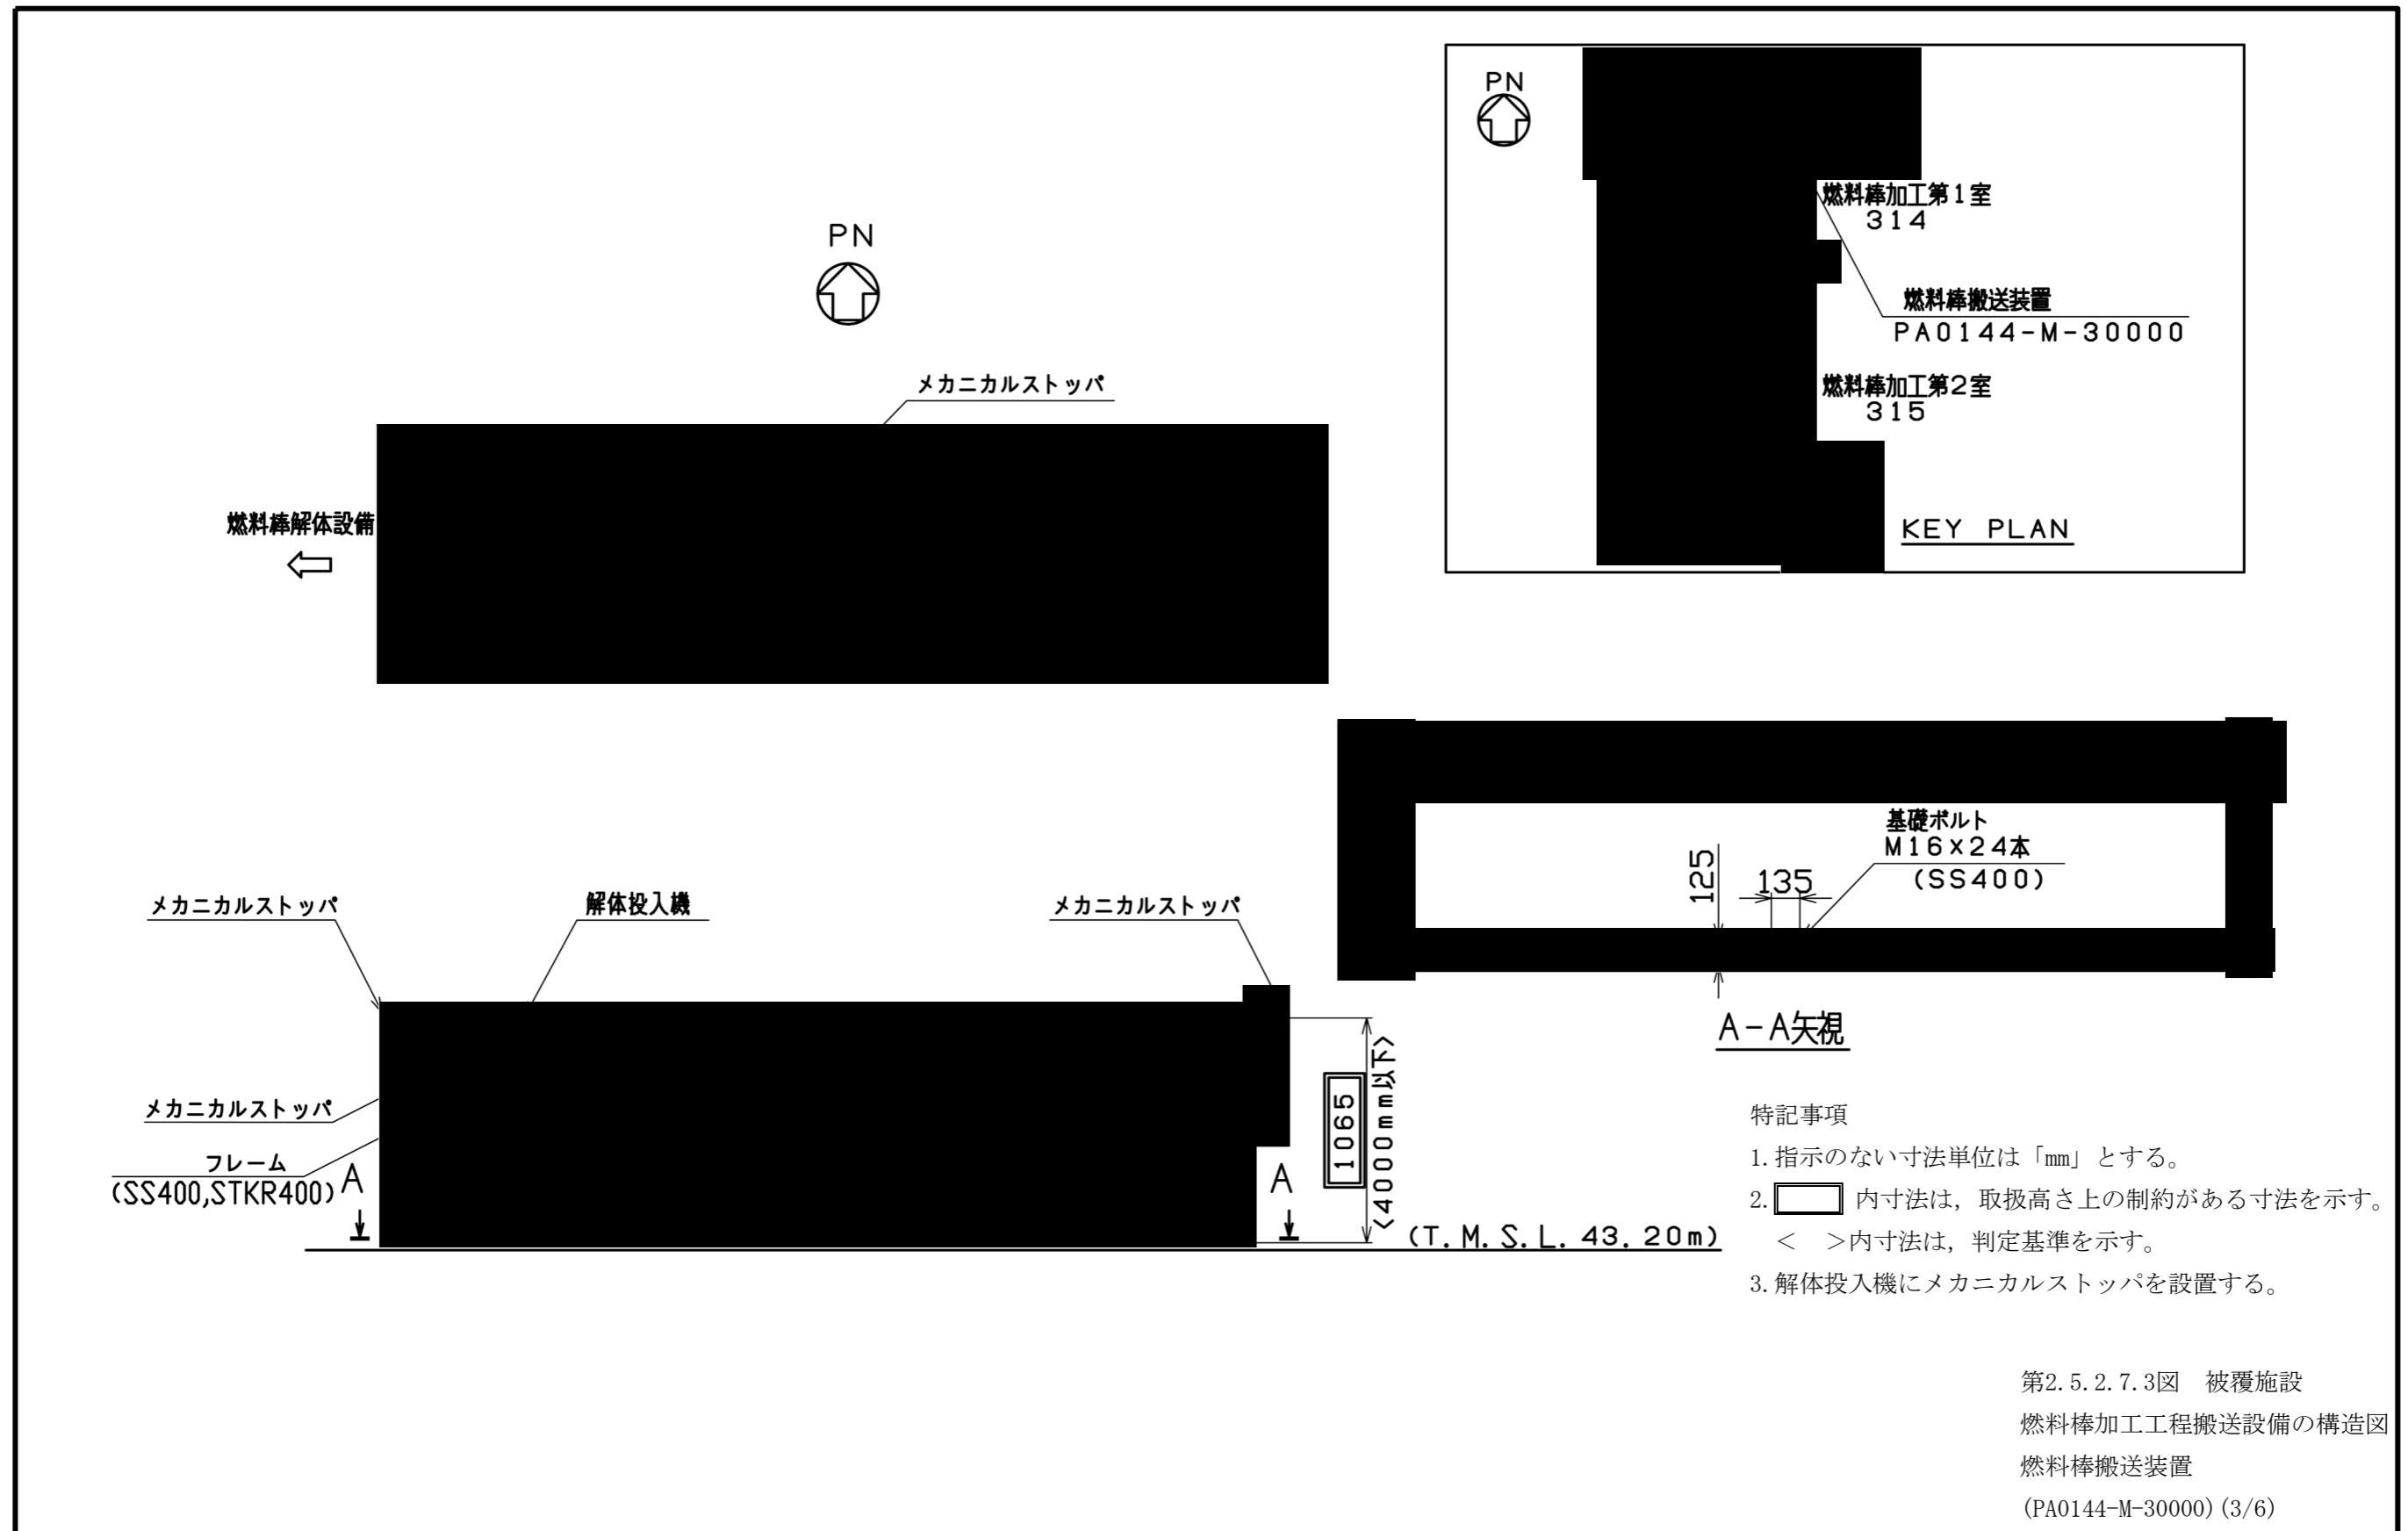 PN
燃料棒加工第1室
314
燃料棒搬送装置
PA0144-M-30000
燃料棒加工第2室
315
KEY PLAN
PN
メカニカルストッパ
燃料棒解体設備
基礎ボルト
M16×24本
(SS400)
125
135
A-A矢視
メカニカルストッパ
解体投入機
メカニカルストッパ
メカニカルストッパ
フレーム
(SS400,STKR400)
A
A
1065
<4000mm以下>
(T.M.S.L.43.20m)
特記事項
1.指示のない寸法単位は「mm」とする。
2. 内寸法は，取扱高さ上の制約がある寸法を示す。
＜　＞内寸法は，判定基準を示す。
3.解体投入機にメカニカルストッパを設置する。
第2.5.2.7.3図　被覆施設
燃料棒加工工程搬送設備の構造図
燃料棒搬送装置
(PA0144-M-30000)(3/6)